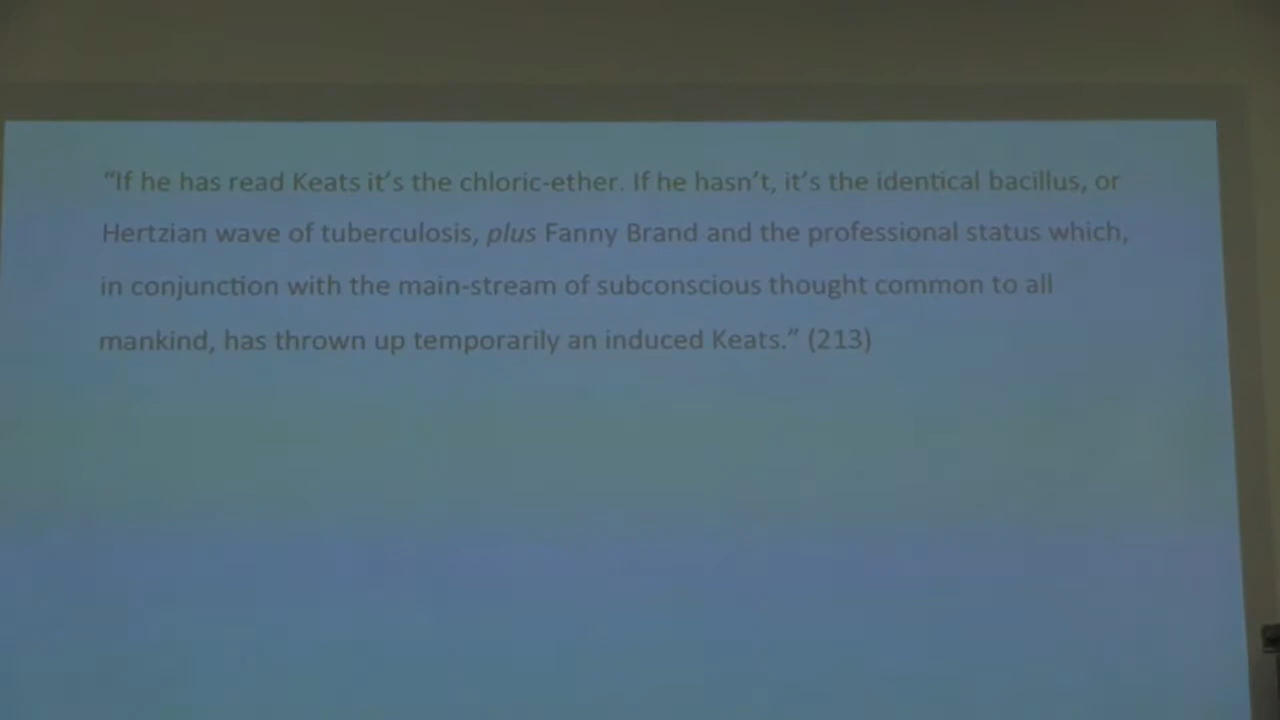 “If he has read Keats it’s the chloric-ether. If he hasn’t, it’s the identical bacillus, or
Hertzian wave of tuberculosis, plus Fanny Brand and the professional status which,
in conjunction with the main-stream of subconscious thought common to all
mankind, has thrown up temporarily an induced Keats.” (213)